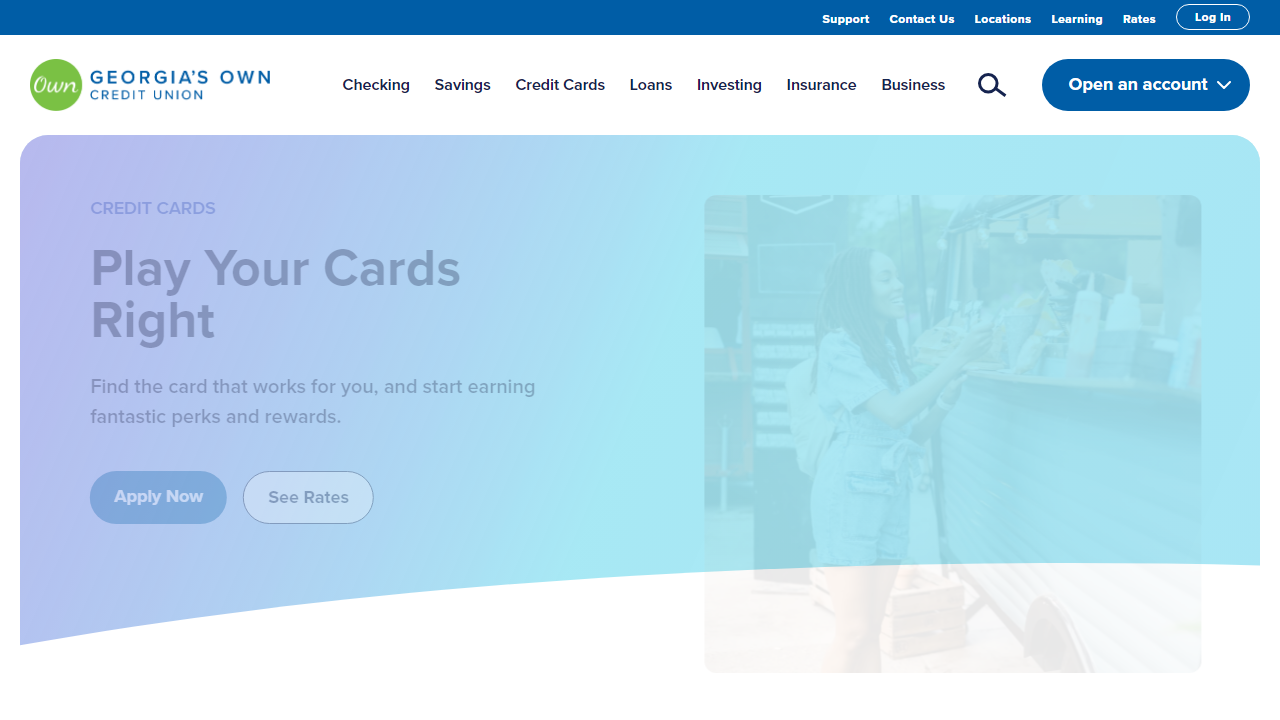 Support Contact Us Locations Learning Rates Log In
Own GEORGIA'S OWN
CREDIT UNION
Checking Savings Credit Cards Loans Investing Insurance Business Open an account
CREDIT CARDS
Play Your Cards
Right
Find the card that works for you, and start earning
fantastic perks and rewards.
Apply Now See Rates